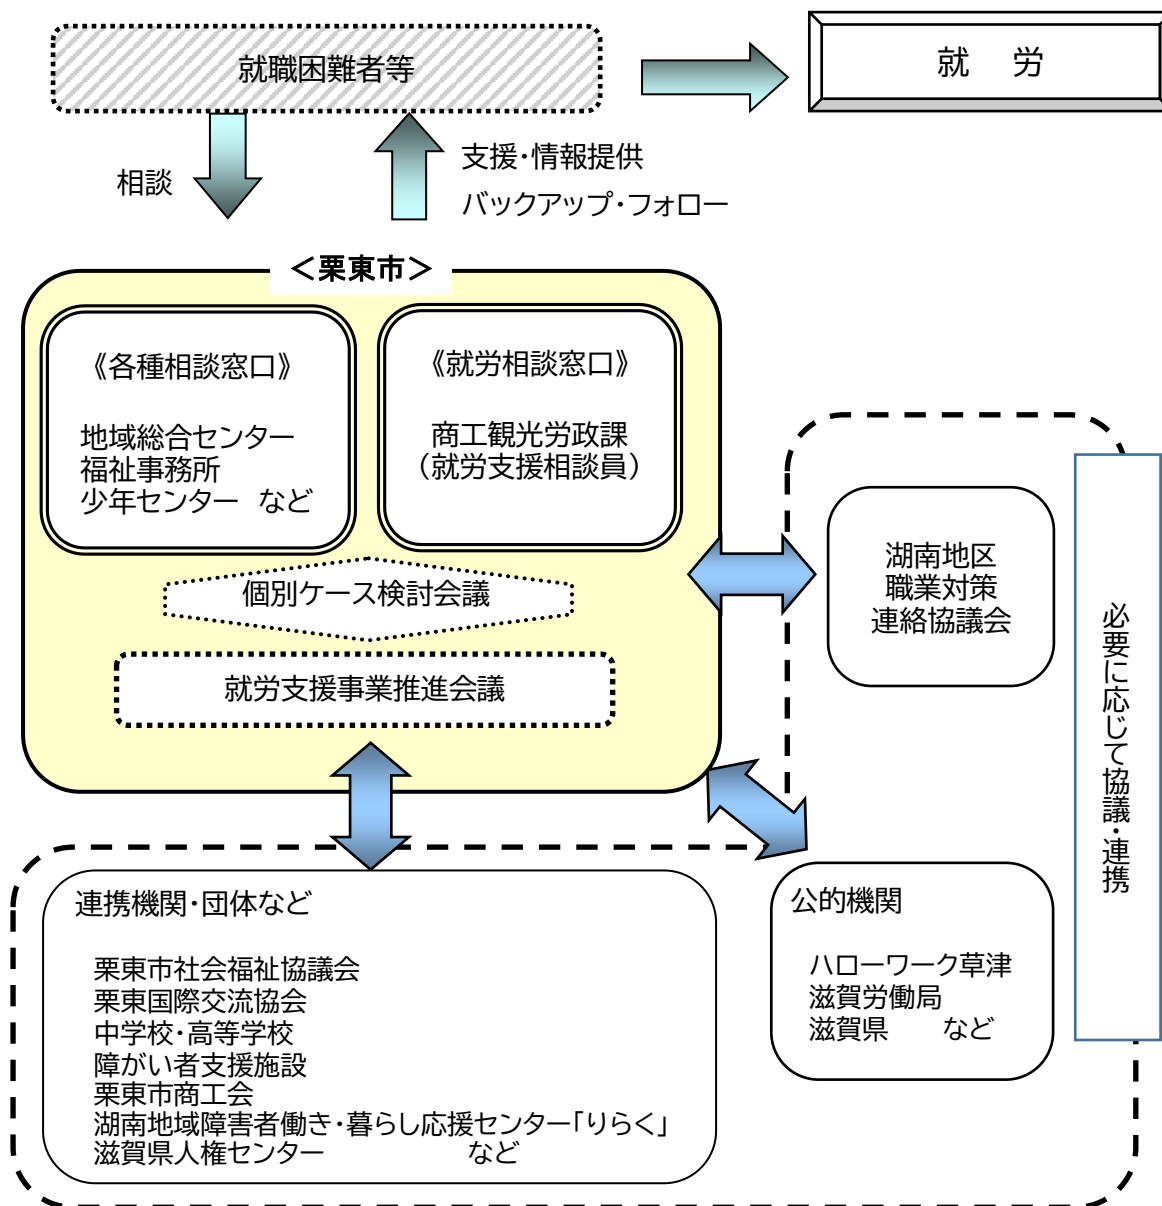 就職困難者等
就　労
相談
支援・情報提供
バックアップ・フォロー
＜栗東市＞
《各種相談窓口》
地域総合センター
福祉事務所
少年センター　など
《就労相談窓口》
商工観光労政課
（就労支援相談員）
個別ケース検討会議
就労支援事業推進会議
湖南地区
職業対策
連絡協議会
必要に応じて協議・連携
連携機関・団体など
栗東市社会福祉協議会
栗東国際交流協会
中学校・高等学校
障がい者支援施設
栗東市商工会
湖南地域障害者働き・暮らし応援センター「りらく」
滋賀県人権センター　　　　　など
公的機関
ハローワーク草津
滋賀労働局
滋賀県　　など